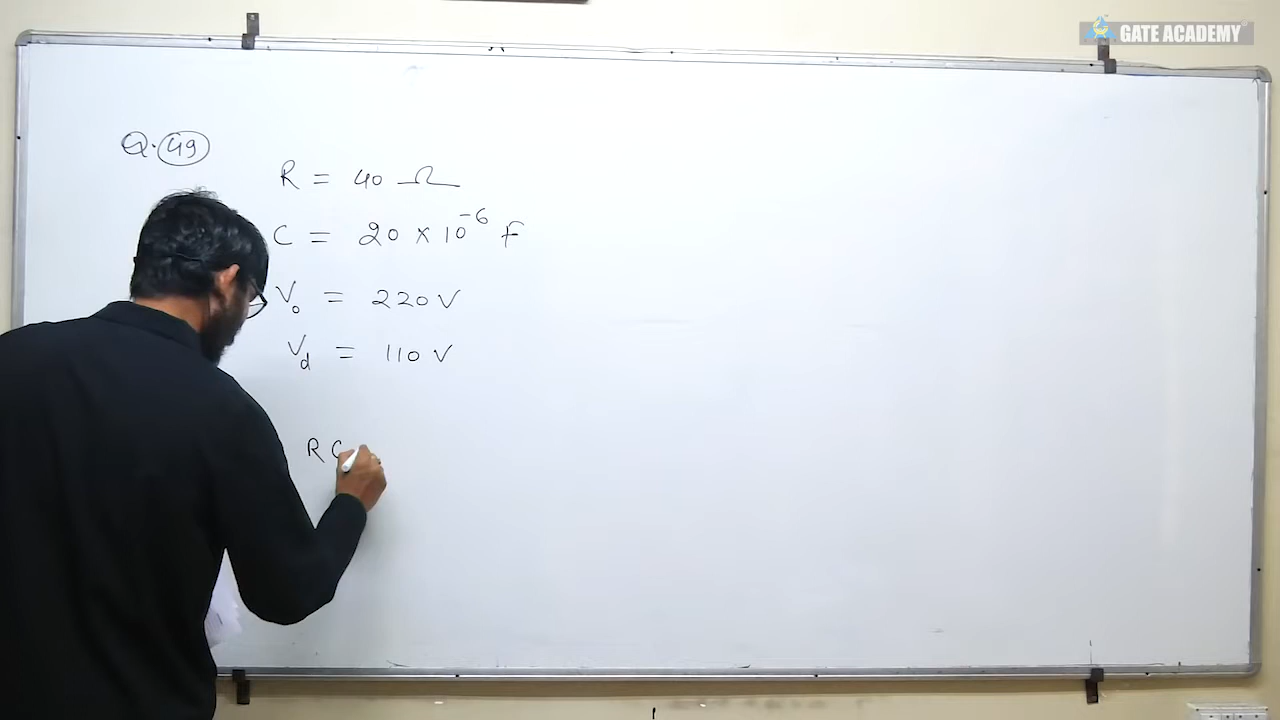 GATE ACADEMY
Q. 49
R = 40 Ω
C = 20 × 10⁻⁶ F
V₀ = 220 V
V_d = 110 V
R C